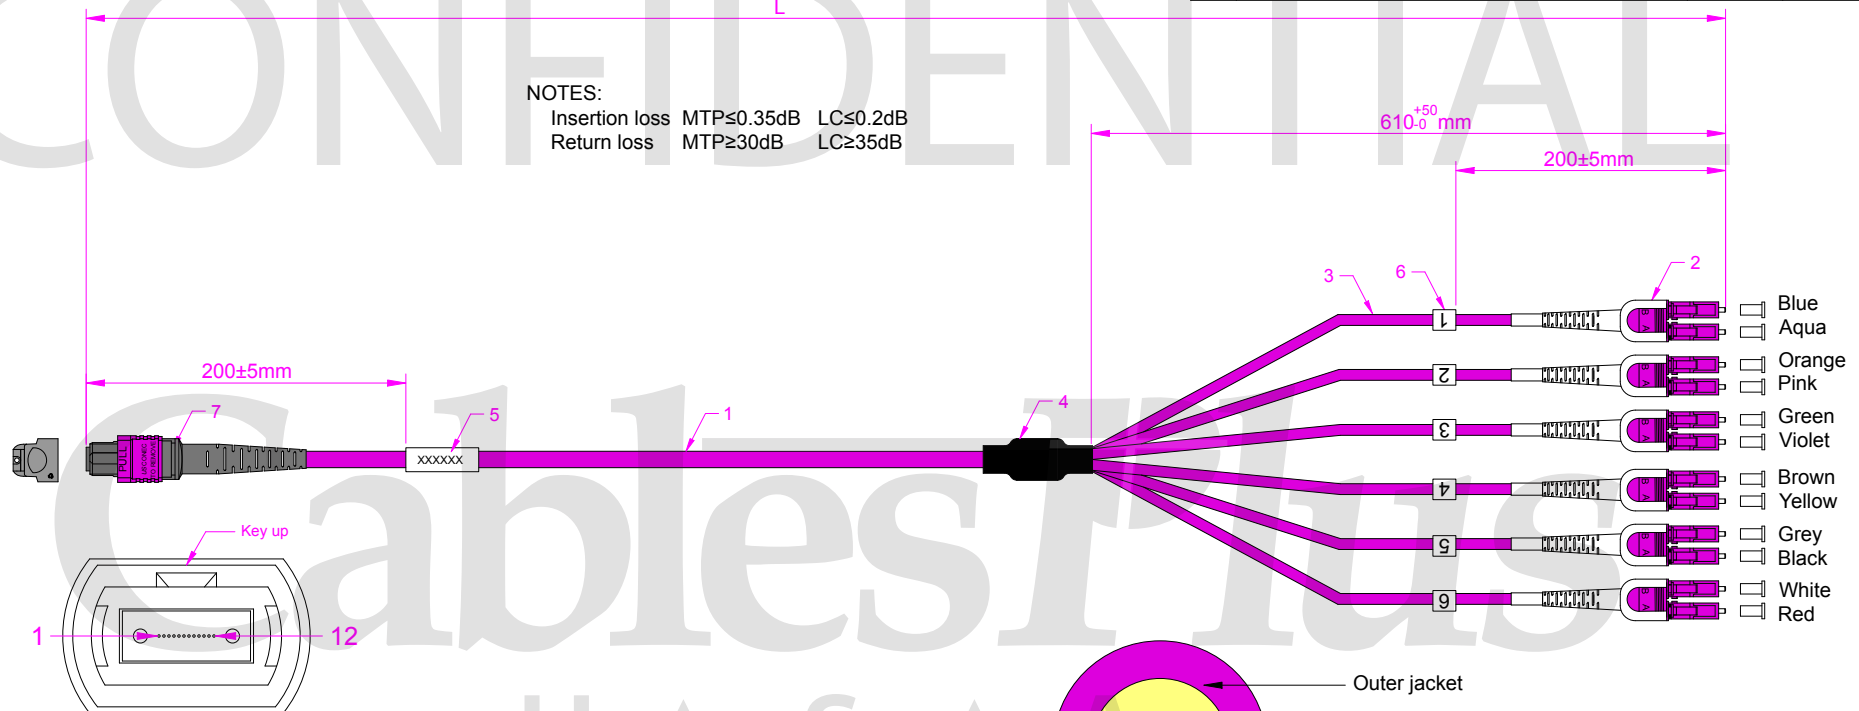 CONFIDENTIAL
L
NOTES:
Insertion loss MTP≤0.35dB LC≤0.2dB
Return loss MTP≥30dB LC≥35dB
610 +50 -0 mm
200±5mm
2
3
6
1
Blue
Aqua
200±5mm
2
Orange
Pink
7
5
1
4
3
Green
Violet
PULL
XXXXXX
4
Brown
Yellow
CablesPlus
Key up
5
Grey
Black
6
White
Red
1
12
B A
B A
B A
B A
B A
B A
Outer jacket
USA